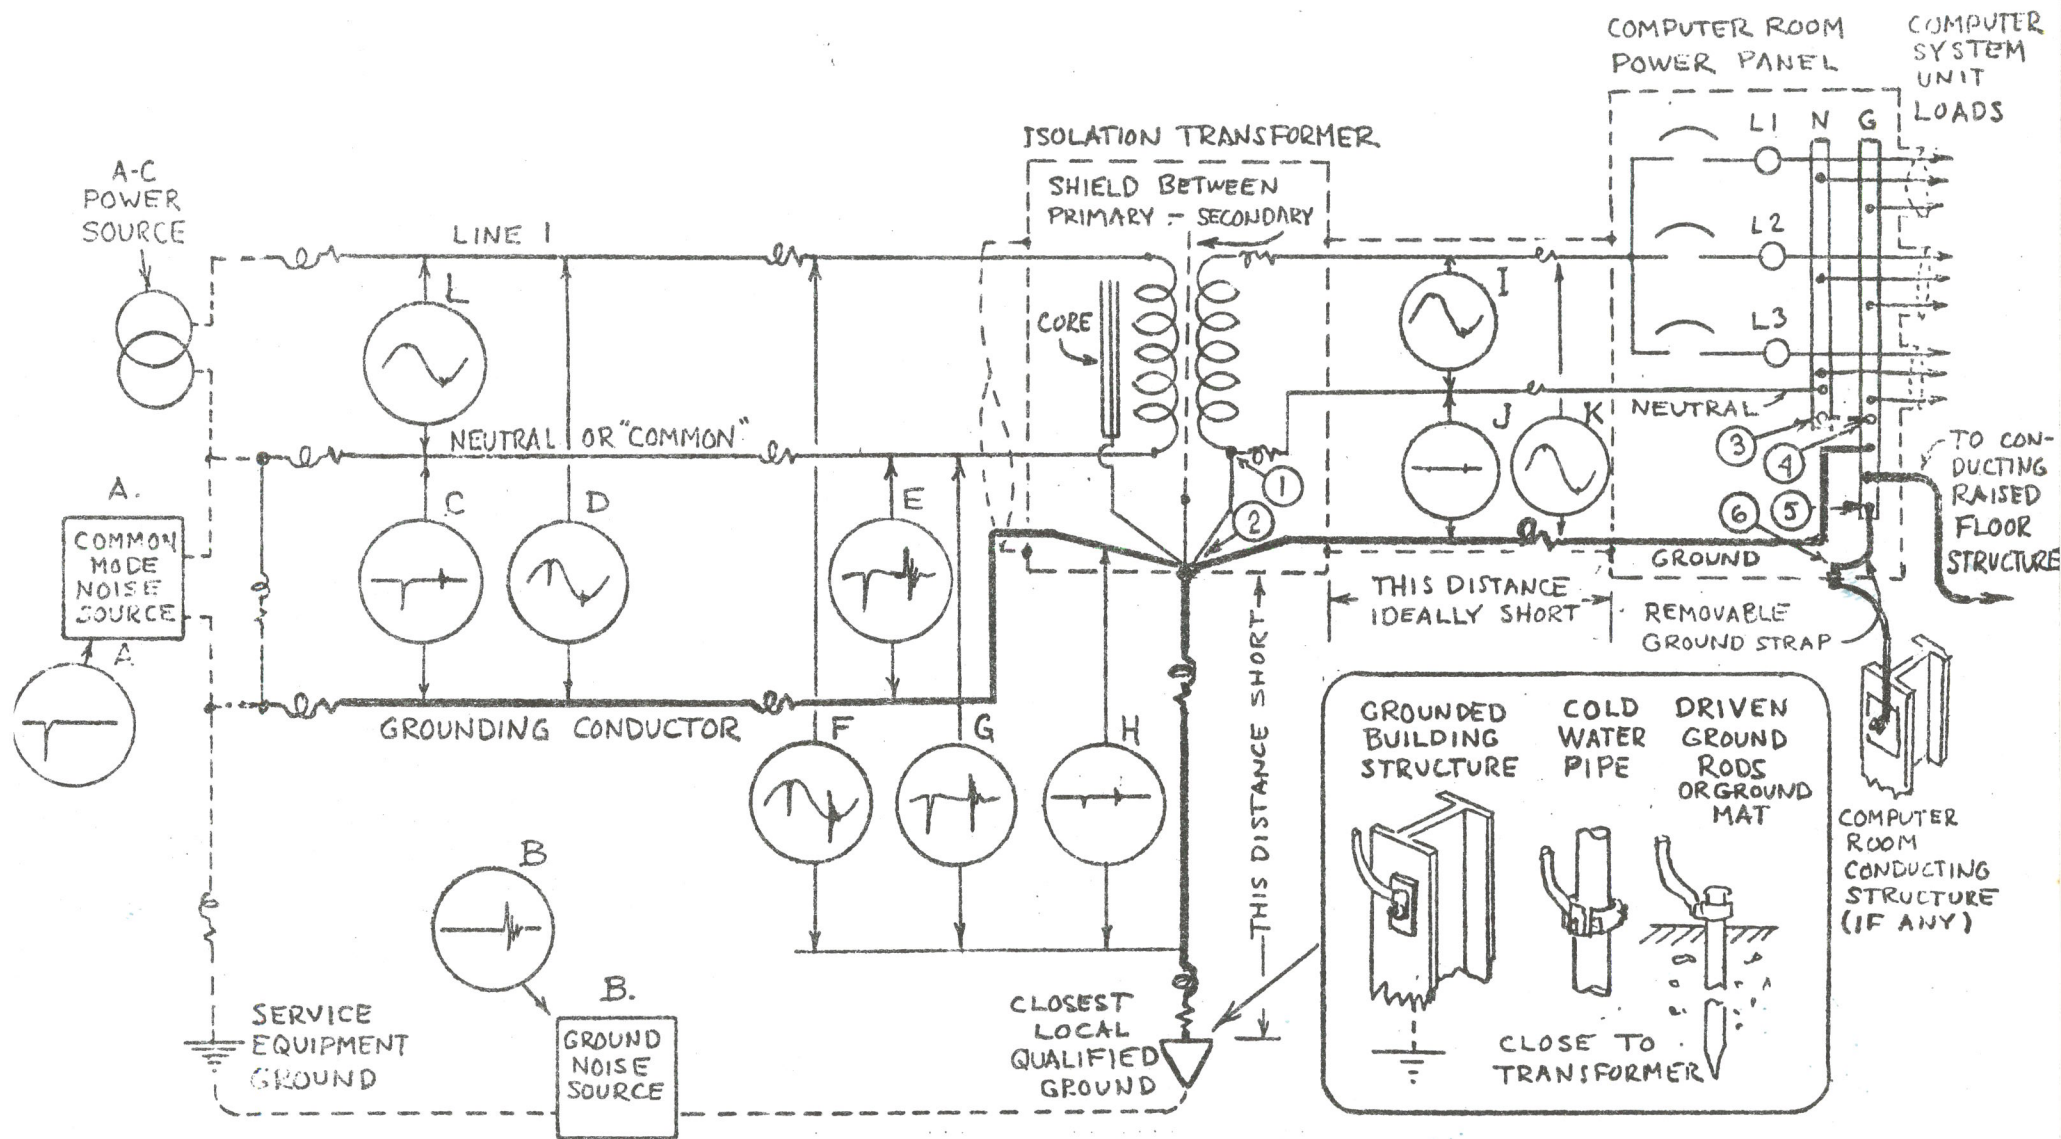 COMPUTER ROOM
POWER PANEL
COMPUTER
SYSTEM
UNIT
LOADS
L1 N G
L2
L3
ISOLATION TRANSFORMER
SHIELD BETWEEN
PRIMARY - SECONDARY
CORE
A-C
POWER
SOURCE
LINE 1
L
NEUTRAL OR "COMMON"
I
J
K
NEUTRAL
1
2
3
4
5
6
TO CON-
DUCTING
RAISED
FLOOR
STRUCTURE
A.
COMMON
MODE
NOISE
SOURCE
A
C
D
E
GROUND
THIS DISTANCE
IDEALLY SHORT
REMOVABLE
GROUND STRAP
GROUNDING CONDUCTOR
F
G
H
THIS DISTANCE SHORT
GROUNDED
BUILDING
STRUCTURE
COLD
WATER
PIPE
DRIVEN
GROUND
RODS
OR GROUND
MAT
CLOSE TO
TRANSFORMER
COMPUTER
ROOM
CONDUCTING
STRUCTURE
(IF ANY)
B
B.
GROUND
NOISE
SOURCE
SERVICE
EQUIPMENT
GROUND
CLOSEST
LOCAL
QUALIFIED
GROUND